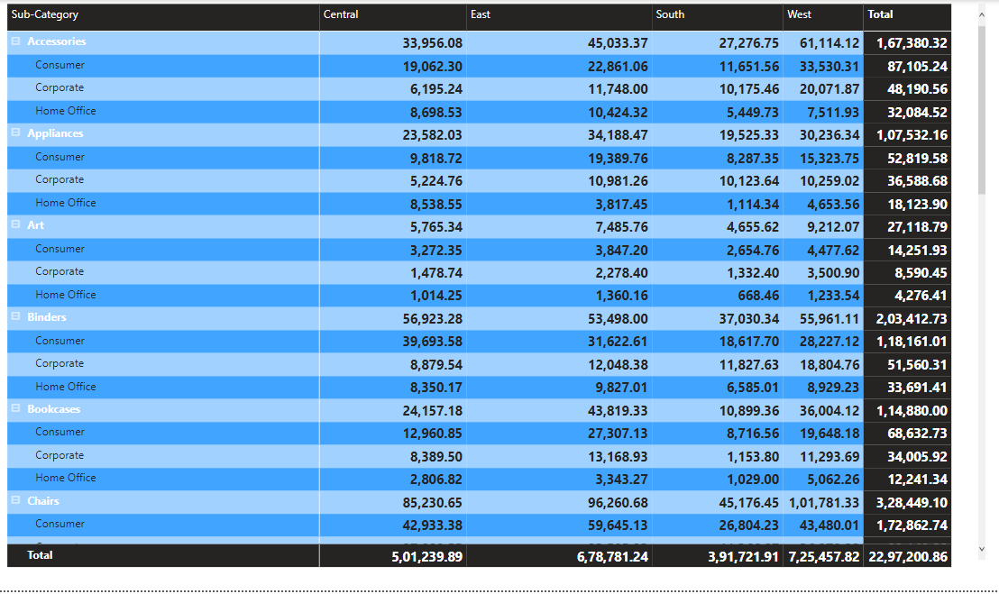 Sub-Category Central East South West Total
Accessories 33,956.08 45,033.37 27,276.75 61,114.12 1,67,380.32
Consumer 19,062.30 22,861.06 11,651.56 33,530.31 87,105.24
Corporate 6,195.24 11,748.00 10,175.46 20,071.87 48,190.56
Home Office 8,698.53 10,424.32 5,449.73 7,511.93 32,084.52
Appliances 23,582.03 34,188.47 19,525.33 30,236.34 1,07,532.16
Consumer 9,818.72 19,389.76 8,287.35 15,323.75 52,819.58
Corporate 5,224.76 10,981.26 10,123.64 10,259.02 36,588.68
Home Office 8,538.55 3,817.45 1,114.34 4,653.56 18,123.90
Art 5,765.34 7,485.76 4,655.62 9,212.07 27,118.79
Consumer 3,272.35 3,847.20 2,654.76 4,477.62 14,251.93
Corporate 1,478.74 2,278.40 1,332.40 3,500.90 8,590.45
Home Office 1,014.25 1,360.16 668.46 1,233.54 4,276.41
Binders 56,923.28 53,498.00 37,030.34 55,961.11 2,03,412.73
Consumer 39,693.58 31,622.61 18,617.70 28,227.12 1,18,161.01
Corporate 8,879.54 12,048.38 11,827.63 18,804.76 51,560.31
Home Office 8,350.17 9,827.01 6,585.01 8,929.23 33,691.41
Bookcases 24,157.18 43,819.33 10,899.36 36,004.12 1,14,880.00
Consumer 12,960.85 27,307.13 8,716.56 19,648.18 68,632.73
Corporate 8,389.50 13,168.93 1,153.80 11,293.69 34,005.92
Home Office 2,806.82 3,343.27 1,029.00 5,062.26 12,241.34
Chairs 85,230.65 96,260.68 45,176.45 1,01,781.33 3,28,449.10
Consumer 42,933.38 59,645.13 26,804.23 43,480.01 1,72,862.74
Total 5,01,239.89 6,78,781.24 3,91,721.91 7,25,457.82 22,97,200.86